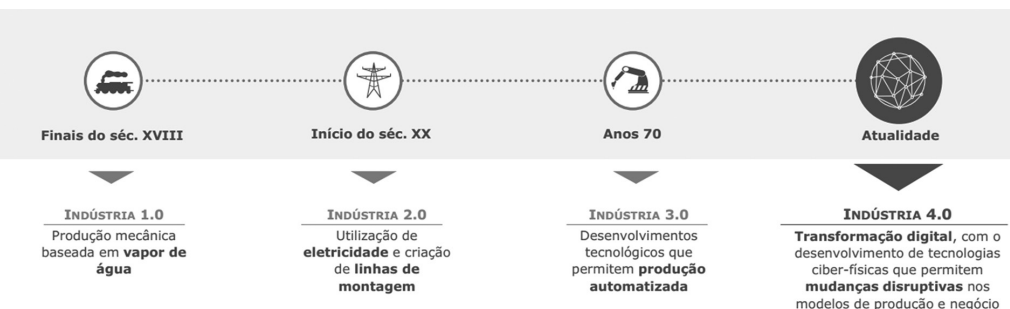 Finais do séc. XVIII
Início do séc. XX
Anos 70
Atualidade
INDÚSTRIA 1.0
Produção mecânica
baseada em vapor de
água
INDÚSTRIA 2.0
Utilização de
eletricidade e criação
de linhas de
montagem
INDÚSTRIA 3.0
Desenvolvimentos
tecnológicos que
permitem produção
automatizada
INDÚSTRIA 4.0
Transformação digital, com o
desenvolvimento de tecnologias
ciber-físicas que permitem
mudanças disruptivas nos
modelos de produção e negócio